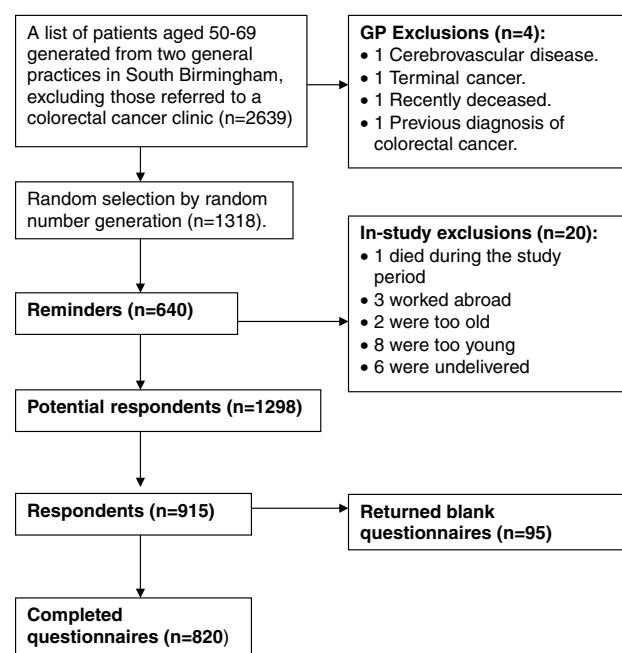 A list of patients aged 50-69
generated from two general
practices in South Birmingham,
excluding those referred to a
colorectal cancer clinic (n=2639)
GP Exclusions (n=4):
• 1 Cerebrovascular disease.
• 1 Terminal cancer.
• 1 Recently deceased.
• 1 Previous diagnosis of
colorectal cancer.
Random selection by random
number generation (n=1318).
In-study exclusions (n=20):
• 1 died during the study
period
• 3 worked abroad
• 2 were too old
• 8 were too young
• 6 were undelivered
Reminders (n=640)
Potential respondents (n=1298)
Respondents (n=915)
Returned blank
questionnaires (n=95)
Completed
questionnaires (n=820)